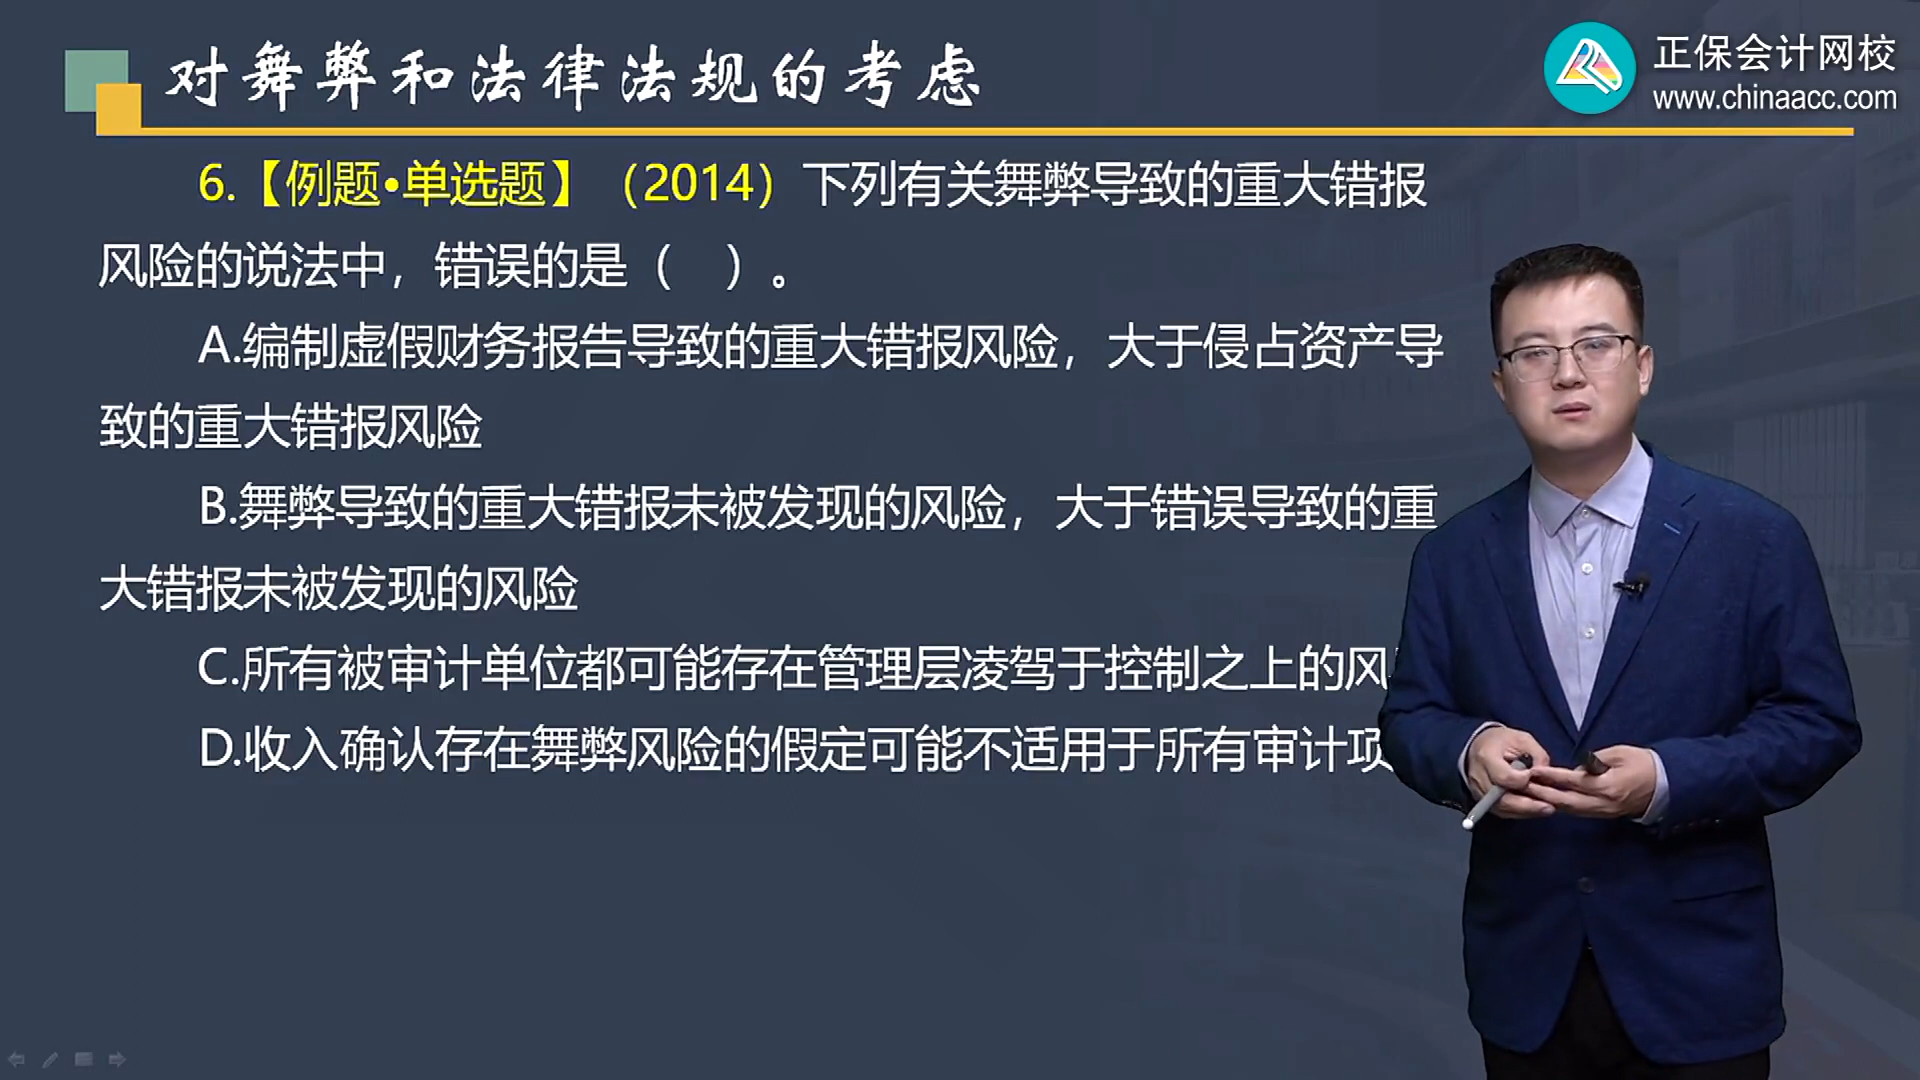 对舞弊和法律法规的考虑
正保会计网校
www.chinaacc.com
6.【例题•单选题】（2014）下列有关舞弊导致的重大错报
风险的说法中，错误的是（ ）。
A.编制虚假财务报告导致的重大错报风险，大于侵占资产导
致的重大错报风险
B.舞弊导致的重大错报未被发现的风险，大于错误导致的重
大错报未被发现的风险
C.所有被审计单位都可能存在管理层凌驾于控制之上的风
D.收入确认存在舞弊风险的假定可能不适用于所有审计项